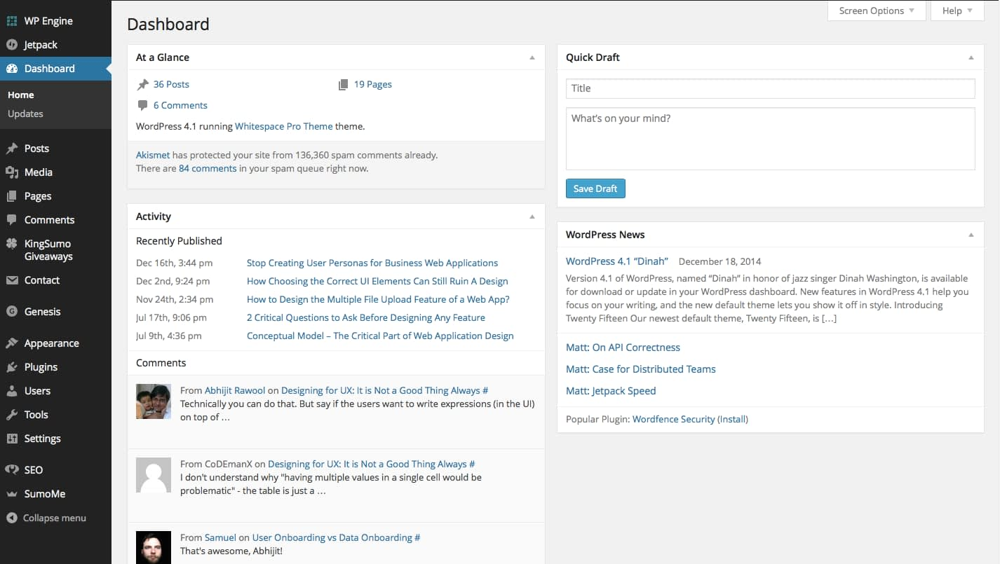 WP Engine
Jetpack
Dashboard
Home
Updates
Posts
Media
Pages
Comments
KingSumo
Giveaways
Contact
Genesis
Appearance
Plugins
Users
Tools
Settings
SEO
SumoMe
Collapse menu
Screen Options
Help
Dashboard
At a Glance
36 Posts
19 Pages
6 Comments
WordPress 4.1 running Whitespace Pro Theme theme.
Akismet has protected your site from 136,360 spam comments already.
There are 84 comments in your spam queue right now.
Activity
Recently Published
Dec 16th, 3:44 pm Stop Creating User Personas for Business Web Applications
Dec 2nd, 9:24 pm How Choosing the Correct UI Elements Can Still Ruin A Design
Nov 24th, 2:34 pm How to Design the Multiple File Upload Feature of a Web App?
Jul 17th, 9:06 pm 2 Critical Questions to Ask Before Designing Any Feature
Jul 9th, 4:36 pm Conceptual Model – The Critical Part of Web Application Design
Comments
From Abhijit Rawool on Designing for UX: It is Not a Good Thing Always #
Technically you can do that. But say if the users want to write expressions (in the UI)
on top of …
From CoDEmanX on Designing for UX: It is Not a Good Thing Always #
I don't understand why "having multiple values in a single cell would be
problematic" - the table is just a …
From Samuel on User Onboarding vs Data Onboarding #
That's awesome, Abhijit!
Quick Draft
Title
What's on your mind?
Save Draft
WordPress News
WordPress 4.1 “Dinah” December 18, 2014
Version 4.1 of WordPress, named “Dinah” in honor of jazz singer Dinah Washington, is available
for download or update in your WordPress dashboard. New features in WordPress 4.1 help you
focus on your writing, and the new default theme lets you show it off in style. Introducing
Twenty Fifteen Our newest default theme, Twenty Fifteen, is […]
Matt: On API Correctness
Matt: Case for Distributed Teams
Matt: Jetpack Speed
Popular Plugin: Wordfence Security (Install)